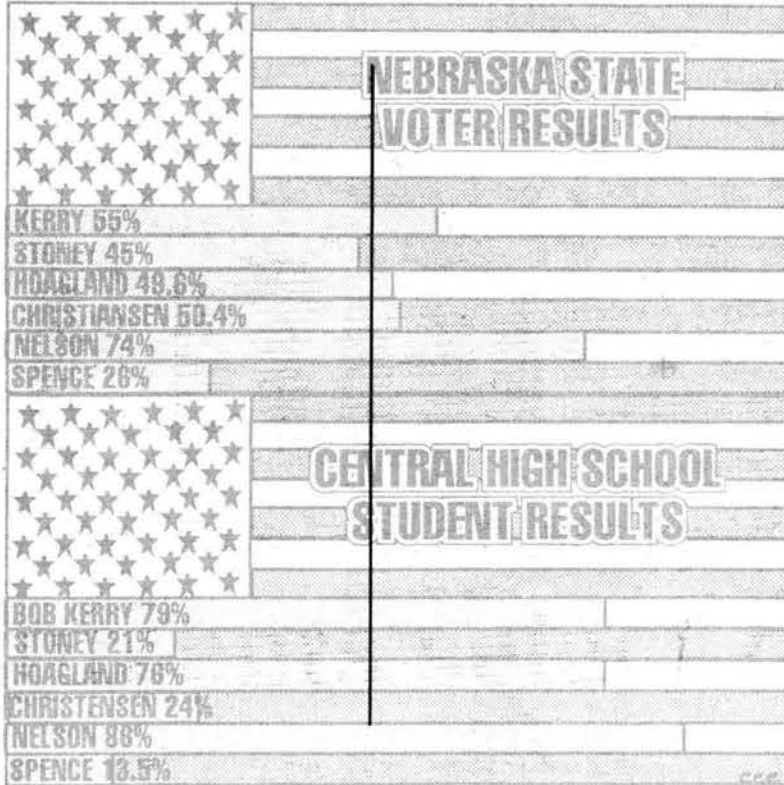 NEBRASKA STATE
VOTER RESULTS
KERRY 55%
STONEY 45%
HOAGLAND 49.6%
CHRISTIANSEN 50.4%
NELSON 74%
SPENCE 26%
CENTRAL HIGH SCHOOL
STUDENT RESULTS
BOB KERRY 79%
STONEY 21%
HOAGLAND 76%
CHRISTENSEN 24%
NELSON 86%
SPENCE 13.5%